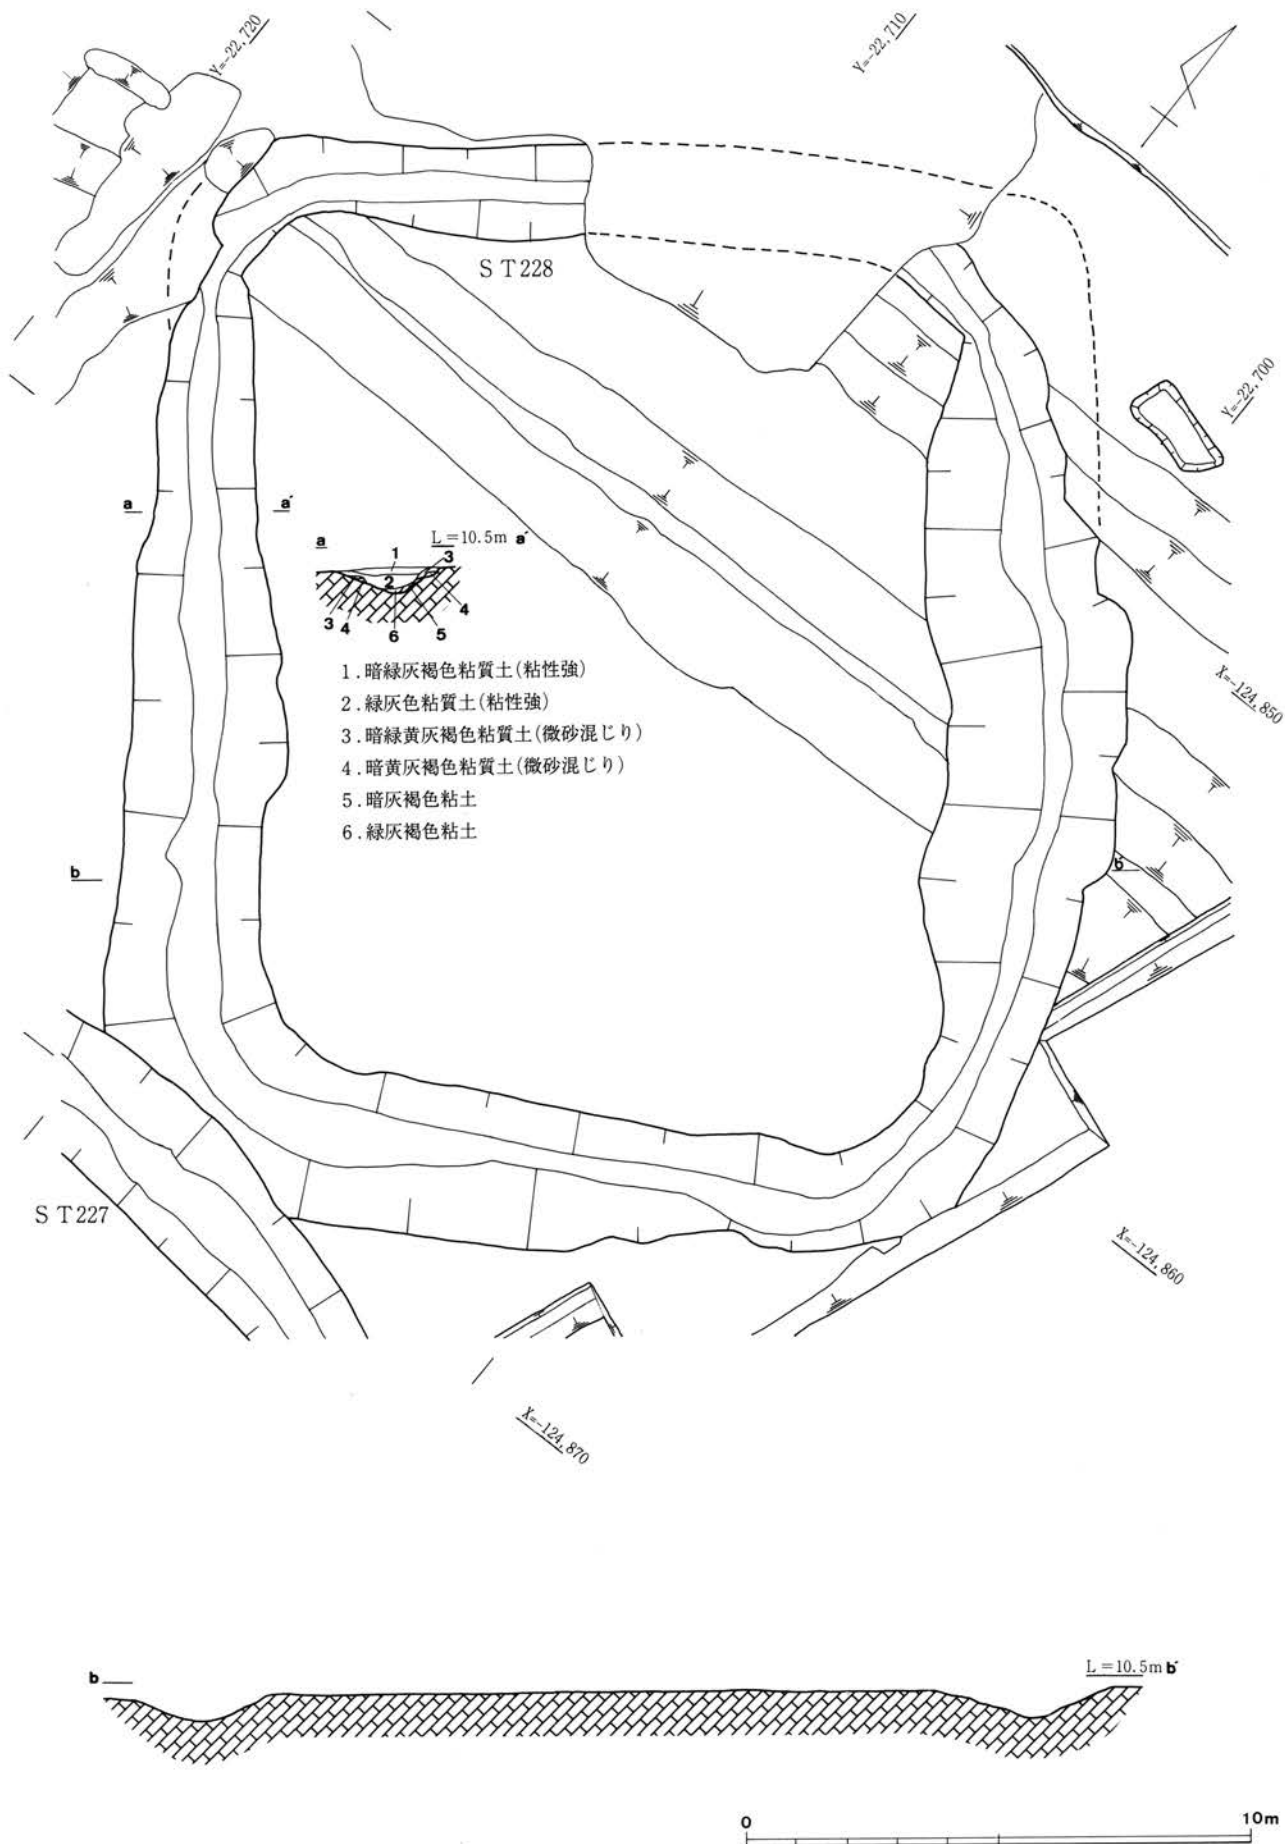 Y=-22,720
Y=-22,710
ＳＴ228
Y=-22,700
a a´
a L=10.5m a´
1 3
2
3 4 6 5 4
X=-124,850
1.暗緑灰褐色粘質土(粘性強)
2.緑灰色粘質土(粘性強)
3.暗緑黄灰褐色粘質土(微砂混じり)
4.暗黄灰褐色粘質土(微砂混じり)
5.暗灰褐色粘土
6.緑灰褐色粘土
b b´
ＳＴ227
X=-124,860
X=-124,870
b L=10.5m b´
0 10m